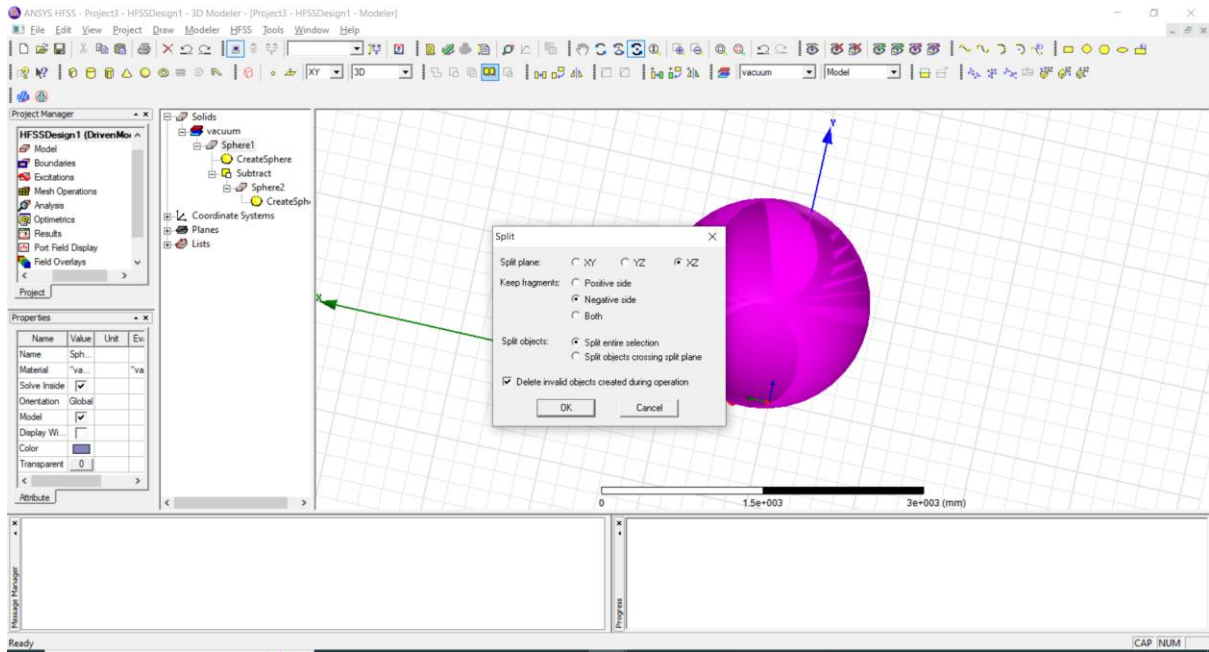 ANSYS HFSS - Project3 - HFSSDesign1 - 3D Modeler - [Project3 - HFSSDesign1 - Modeler]
File Edit View Project Draw Modeler HFSS Tools Window Help
XY 3D vacuum Model
Project Manager
HFSSDesign1 (DrivenMo
Model
Boundaries
Excitations
Mesh Operations
Analysis
Optimetrics
Results
Port Field Display
Field Overlays
Project
Solids
vacuum
Sphere1
CreateSphere
Subtract
Sphere2
CreateSph
Coordinate Systems
Planes
Lists
Properties
Name Value Unit Ev
Name Sph...
Material "va... "va
Solve Inside
Orientation Global
Model
Display Wi...
Color
Transparent 0
Attribute
Y
X
Split
Split plane: XY YZ XZ
Keep fragments: Positive side
Negative side
Both
Split objects: Split entire selection
Split objects crossing split plane
Delete invalid objects created during operation
OK Cancel
0 1.5e+003 3e+003 (mm)
Message Manager
Progress
Ready
CAP NUM